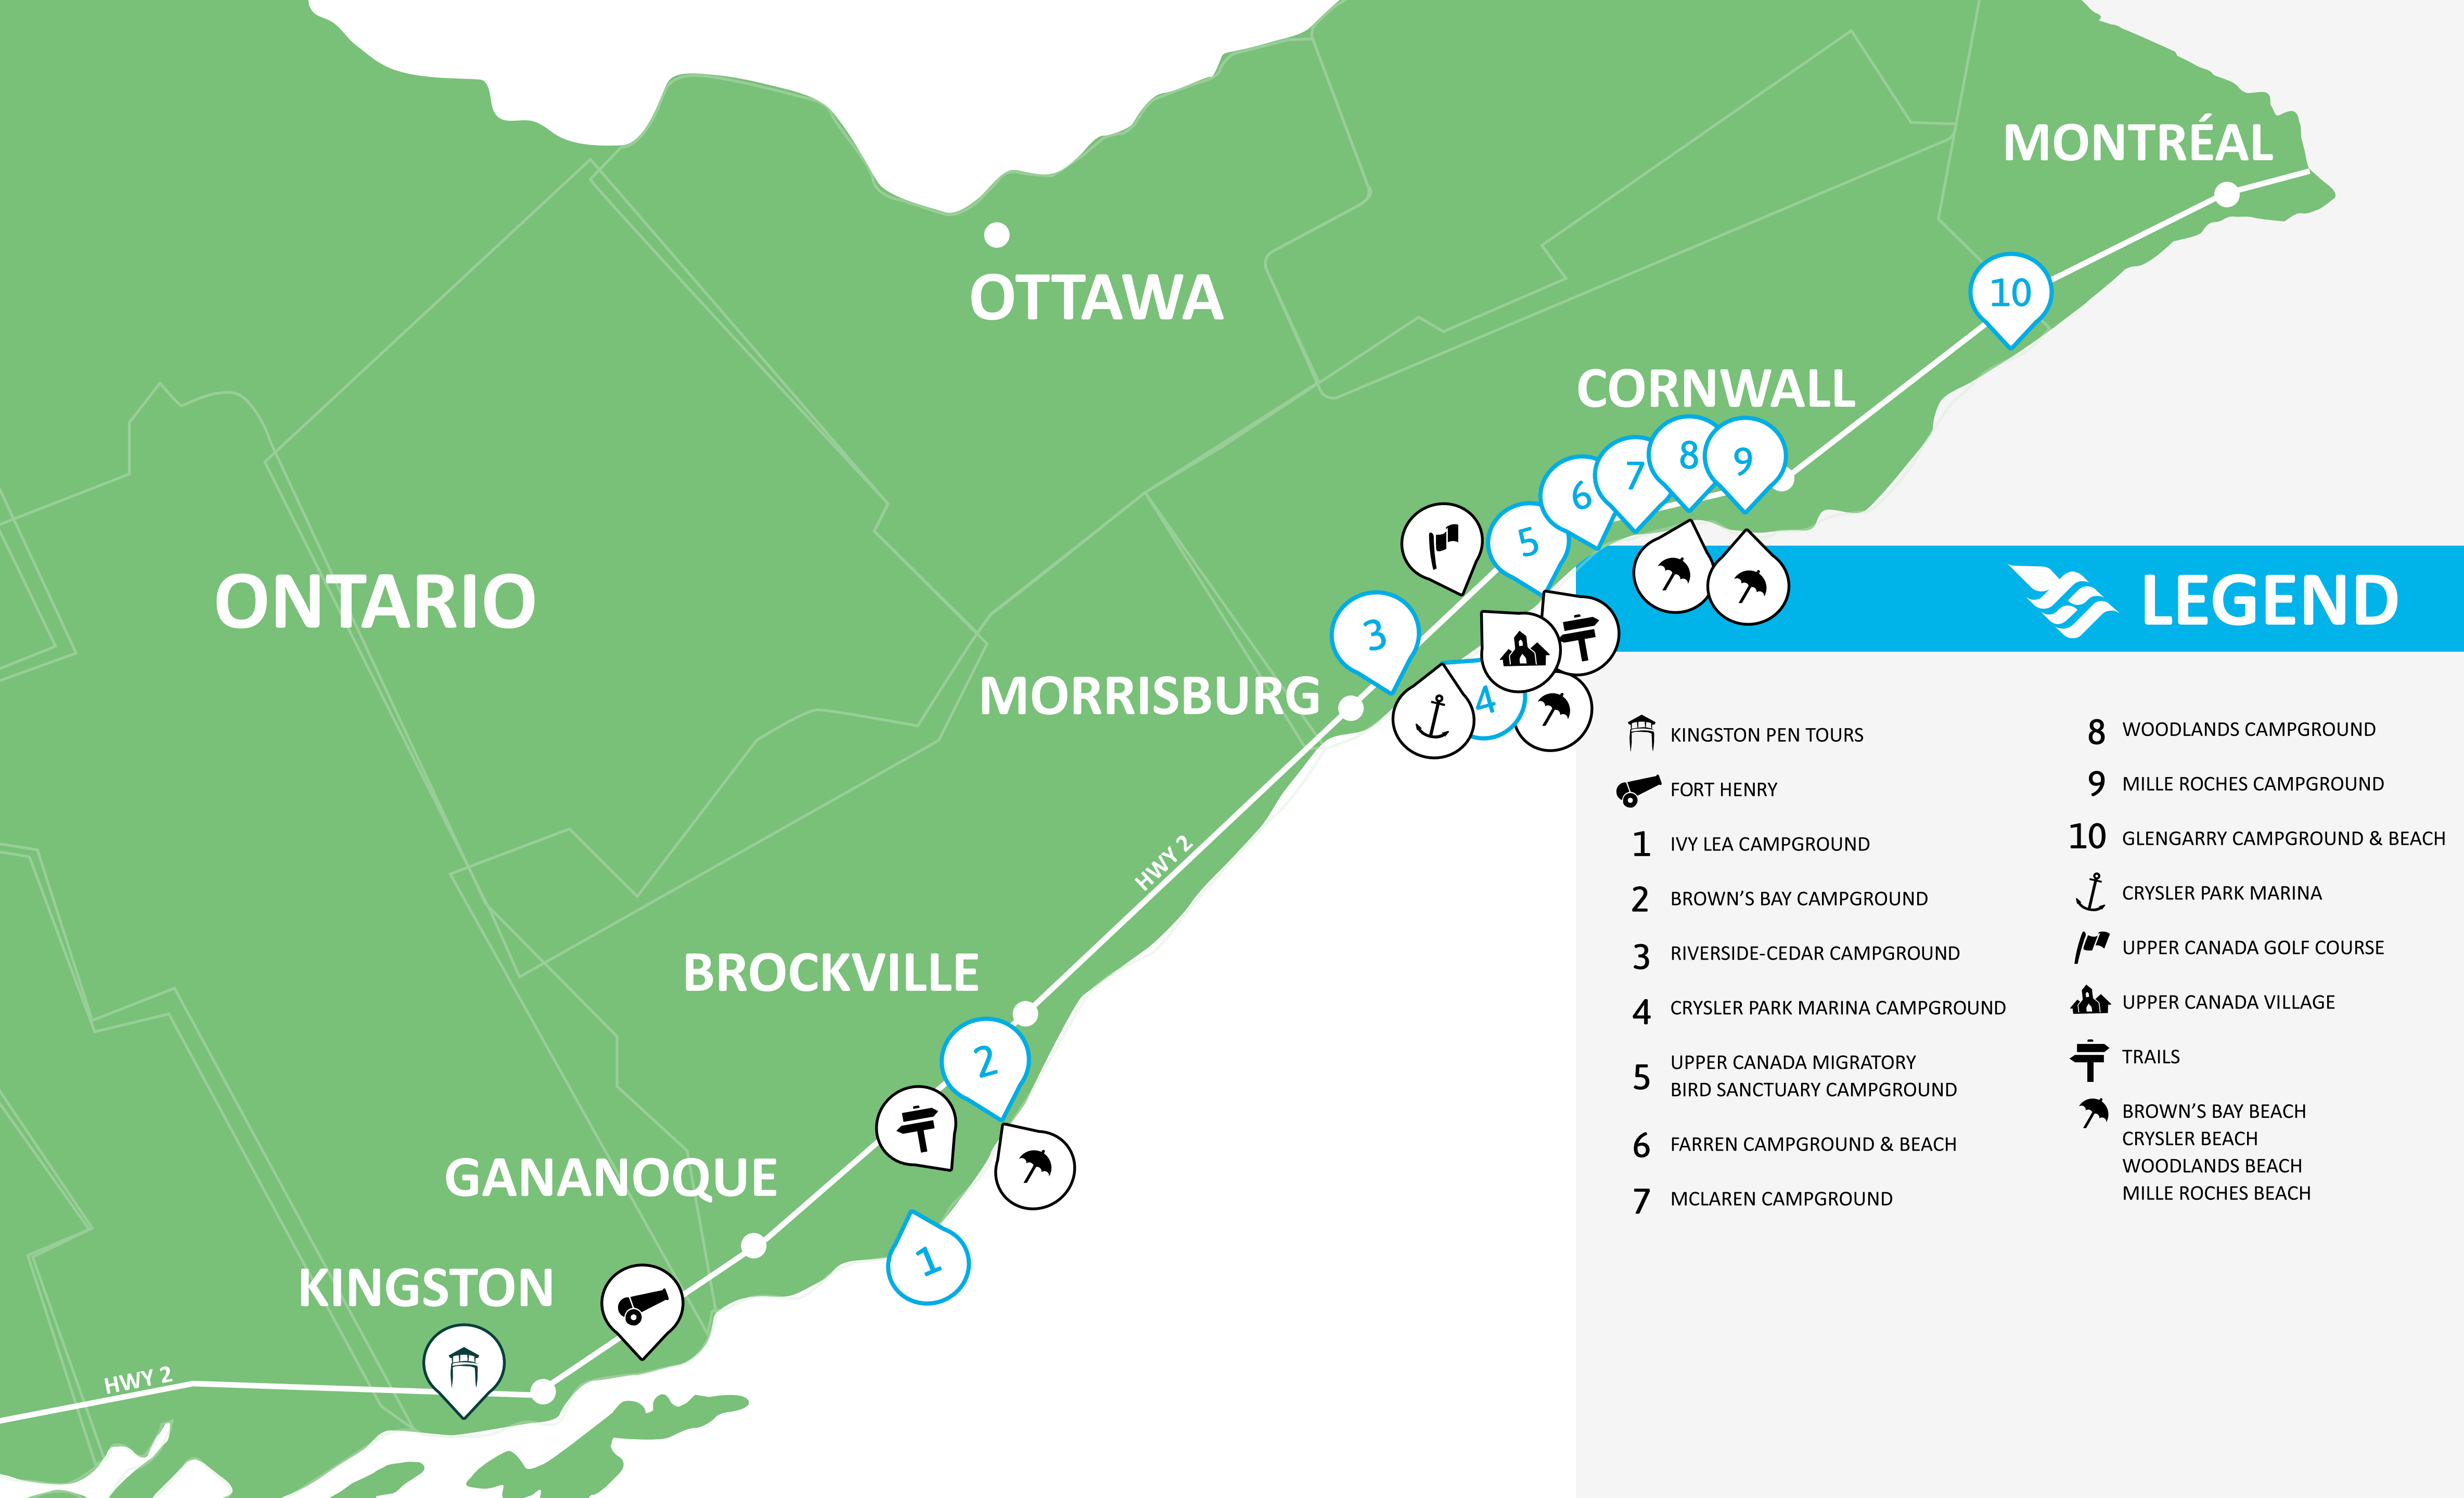 MONTRÉAL
OTTAWA
10
CORNWALL
8
9
7
6
5
ONTARIO
3
MORRISBURG
4
HWY 2
BROCKVILLE
2
GANANOQUE
1
KINGSTON
HWY 2
LEGEND
KINGSTON PEN TOURS
FORT HENRY
1 IVY LEA CAMPGROUND
2 BROWN’S BAY CAMPGROUND
3 RIVERSIDE-CEDAR CAMPGROUND
4 CRYSLER PARK MARINA CAMPGROUND
5 UPPER CANADA MIGRATORY
BIRD SANCTUARY CAMPGROUND
6 FARREN CAMPGROUND & BEACH
7 MCLAREN CAMPGROUND
8 WOODLANDS CAMPGROUND
9 MILLE ROCHES CAMPGROUND
10 GLENGARRY CAMPGROUND & BEACH
CRYSLER PARK MARINA
UPPER CANADA GOLF COURSE
UPPER CANADA VILLAGE
TRAILS
BROWN’S BAY BEACH
CRYSLER BEACH
WOODLANDS BEACH
MILLE ROCHES BEACH